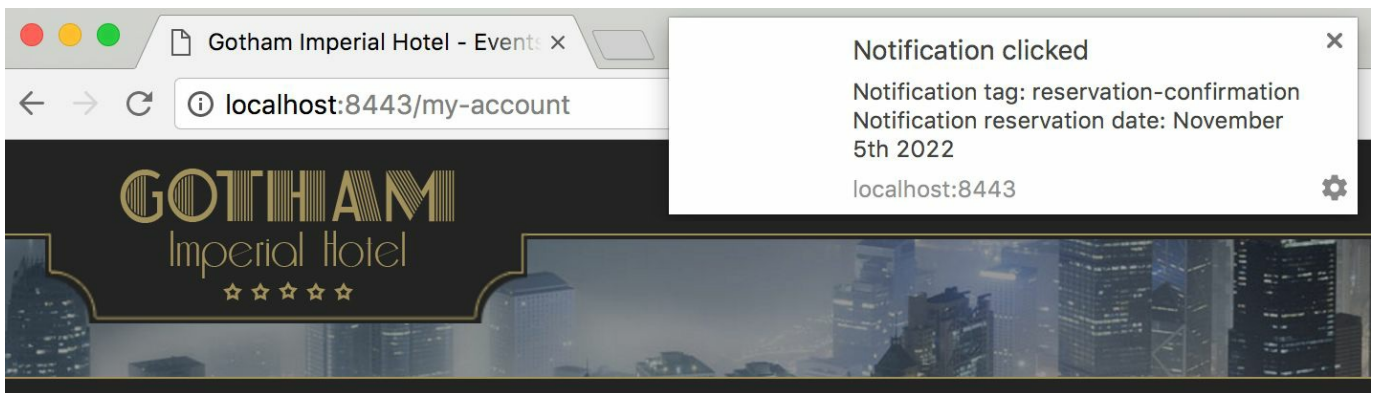 Gotham Imperial Hotel - Events
localhost:8443/my-account
Notification clicked
Notification tag: reservation-confirmation
Notification reservation date: November
5th 2022
localhost:8443
GOTHAM
Imperial Hotel